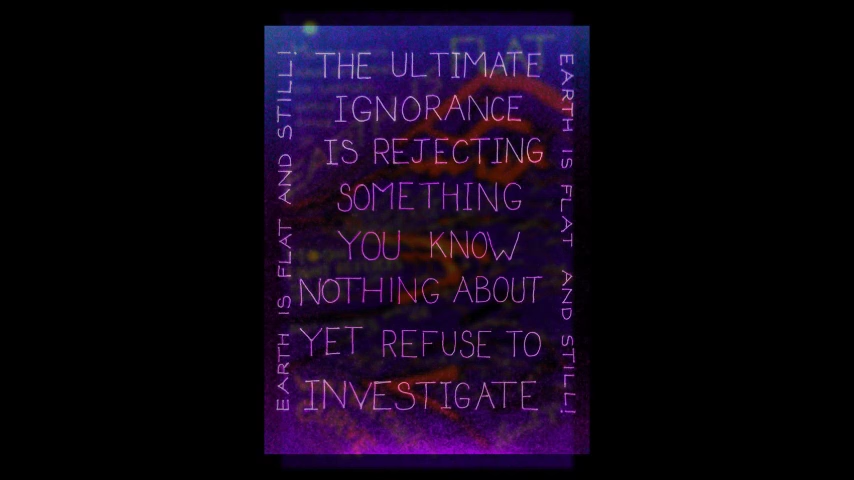 THE ULTIMATE
IGNORANCE
IS REJECTING
SOMETHING
YOU KNOW
NOTHING ABOUT
YET REFUSE TO
INVESTIGATE
EARTH IS FLAT AND STILL!
EARTH IS FLAT AND STILL!
FLAT